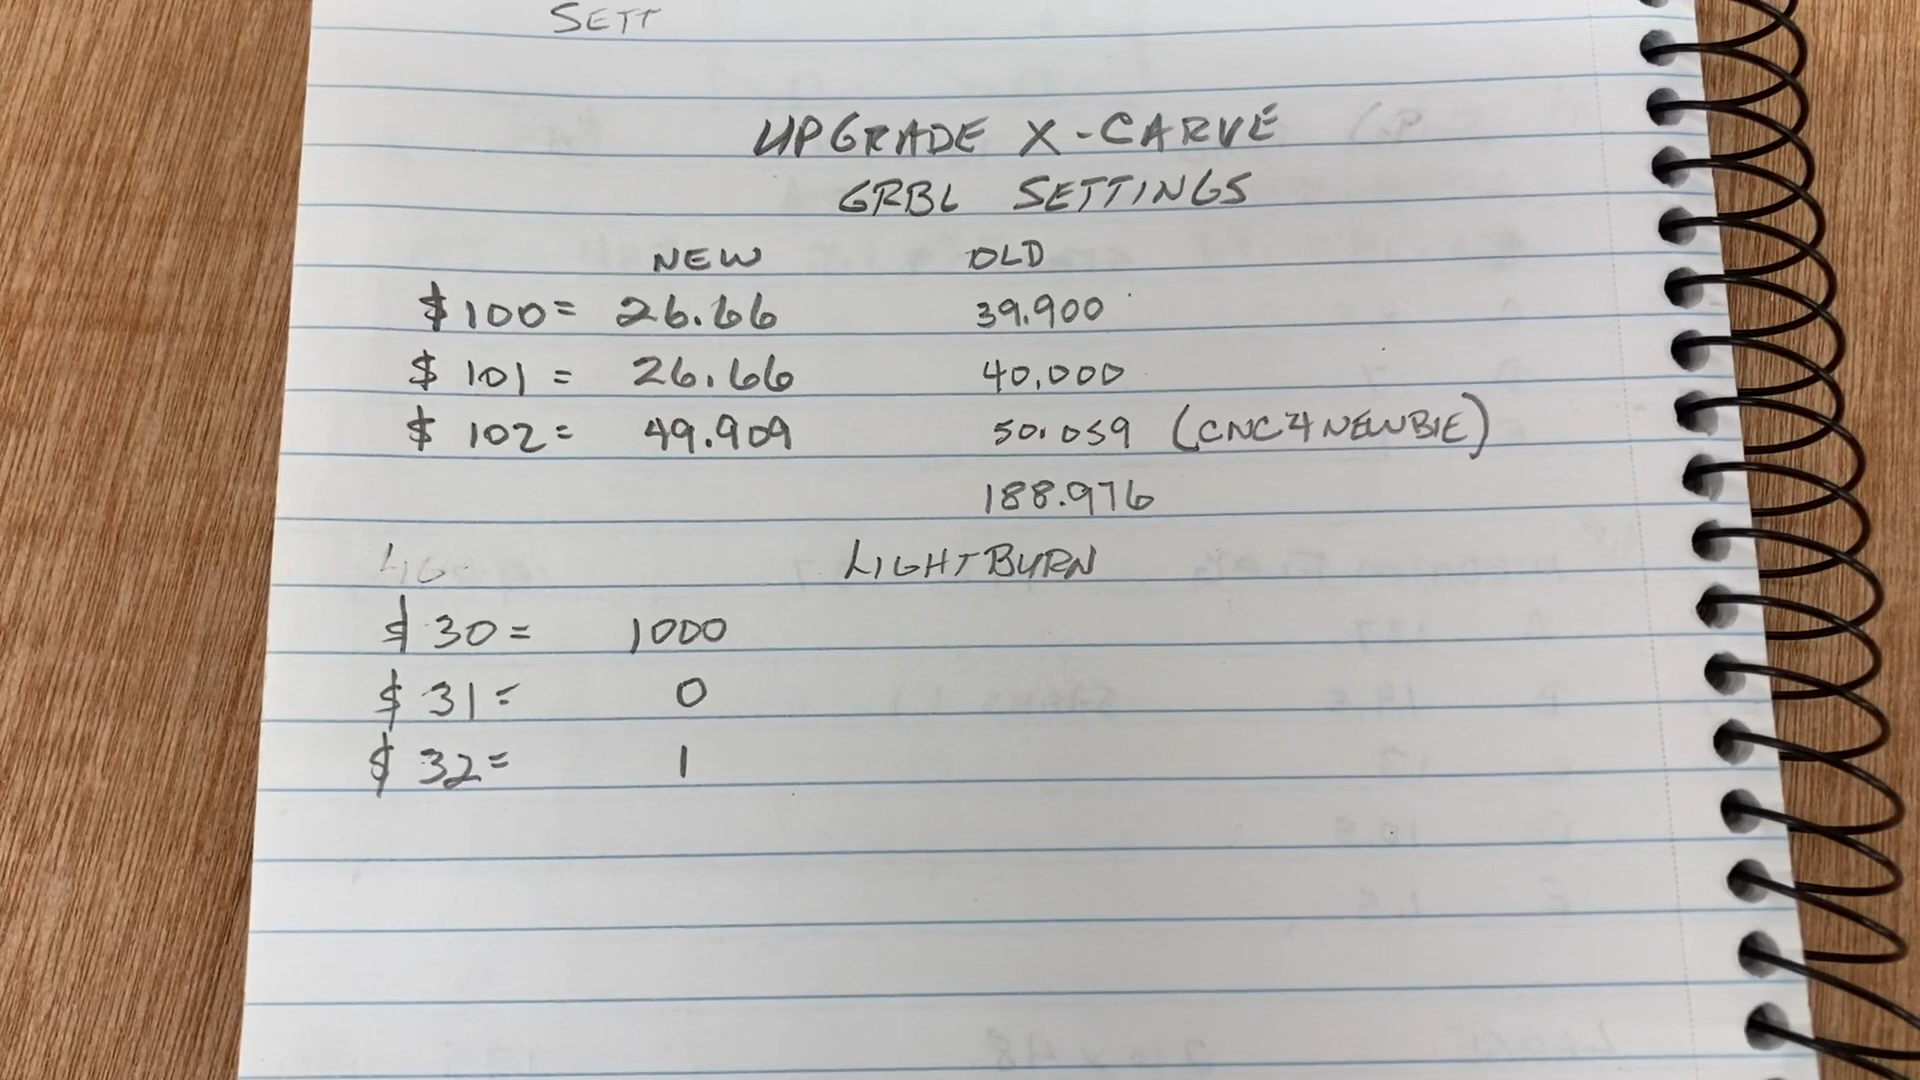 SETT
UPGRADE X-CARVE
GRBL SETTINGS
NEW OLD
$100= 26.66 39.900
$ 101 = 26.66 40.000
$ 102= 49.909 50.059 (CNC4NEWBIE)
188.976
LIG LIGHTBURN
$ 30= 1000
$ 31= 0
$ 32= 1